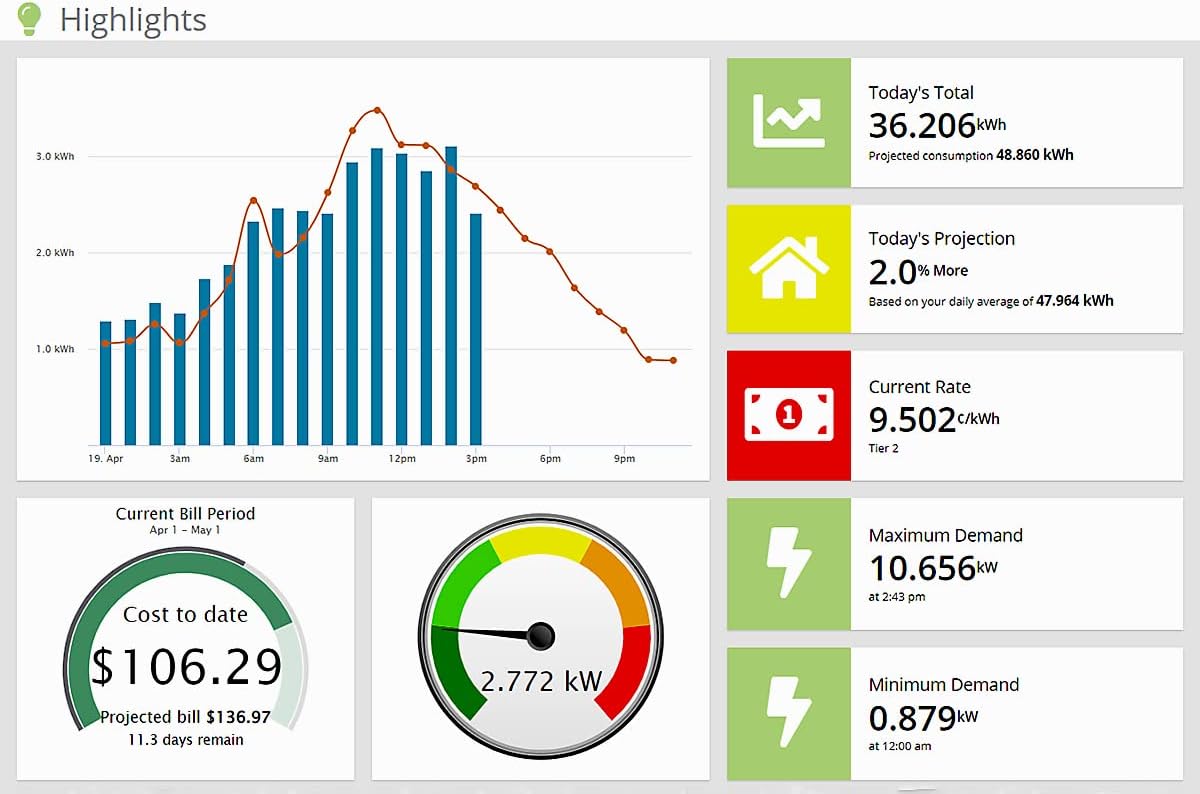 Highlights
3.0 kWh
2.0 kWh
1.0 kWh
19. Apr 3am 6am 9am 12pm 3pm 6pm 9pm
Today's Total
36.206kWh
Projected consumption 48.860 kWh
Today's Projection
2.0% More
Based on your daily average of 47.964 kWh
Current Rate
1
9.502¢/kWh
Tier 2
Current Bill Period
Apr 1 - May 1
Cost to date
$106.29
Projected bill $136.97
11.3 days remain
2.772 kW
Maximum Demand
10.656kW
at 2:43 pm
Minimum Demand
0.879kW
at 12:00 am